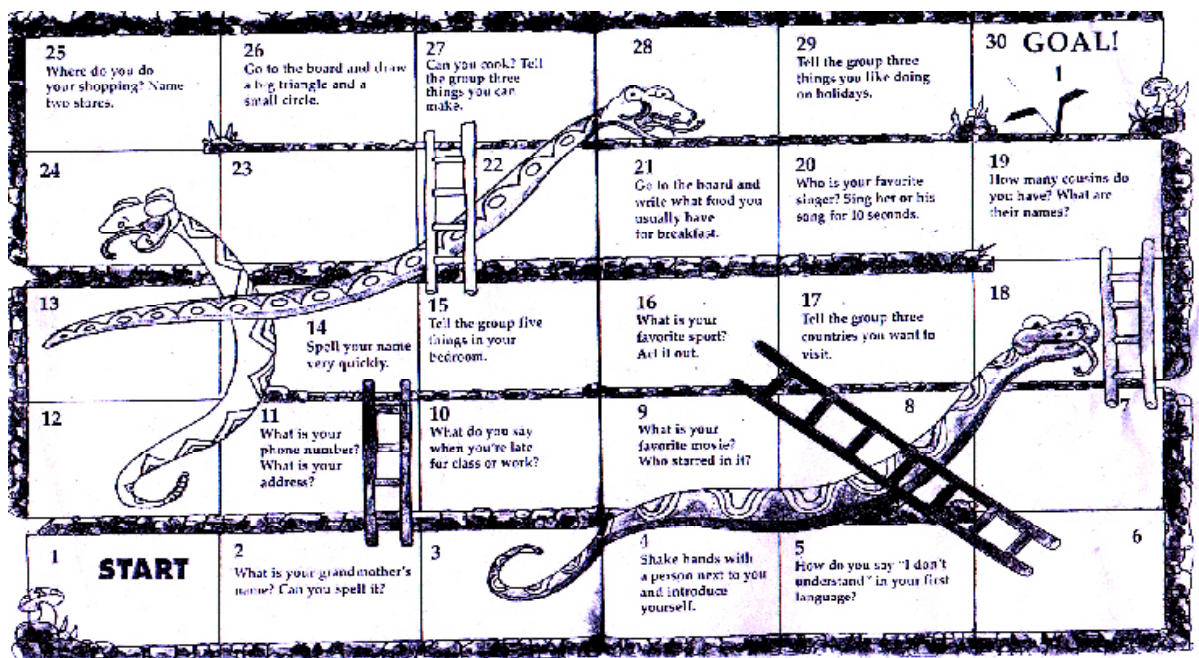 25
Where do you do
your shopping? Name
two stores.
26
Go to the board and draw
a big triangle and a
small circle.
27
Can you cook? Tell
the group three
things you can
make.
28
29
Tell the group three
things you like doing
on holidays.
30 GOAL!
1
24
23
22
21
Go to the board and
write what food you
usually have
for breakfast.
20
Who is your favorite
singer? Sing her or his
song for 10 seconds.
19
How many cousins do
you have? What are
their names?
13
14
Spell your name
very quickly.
15
Tell the group five
things in your
bedroom.
16
What is your
favorite sport?
Act it out.
17
Tell the group three
countries you want to
visit.
18
12
11
What is your
phone number?
What is your
address?
10
What do you say
when you're late
for class or work?
9
What is your
favorite movie?
Who starred in it?
8
7
1
START
2
What is your grandmother's
name? Can you spell it?
3
4
Shake hands with
a person next to you
and introduce
yourself.
5
How do you say "I don't
understand" in your first
language?
6